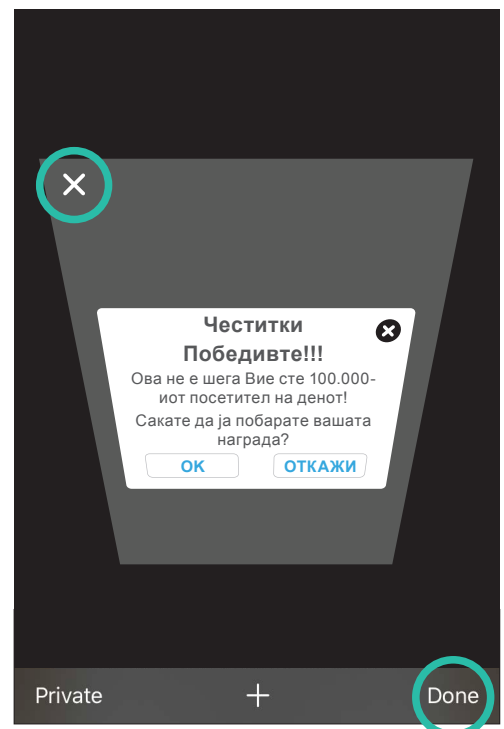 Честитки
Победивте!!!
Ова не е шега Вие сте 100.000-
иот посетител на денот!
Сакате да ја побарате вашата
награда?
ОК
ОТКАЖИ
Private
Done